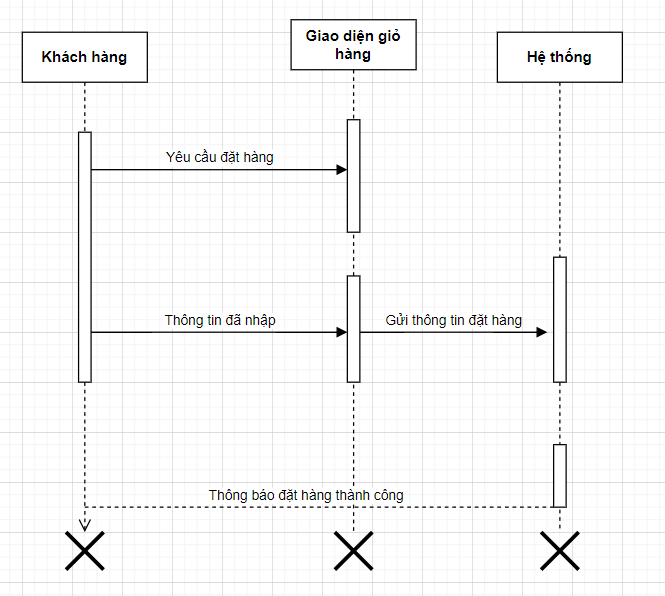 Khách hàng
Giao diện giỏ
hàng
Hệ thống
Yêu cầu đặt hàng
Thông tin đã nhập
Gửi thông tin đặt hàng
Thông báo đặt hàng thành công